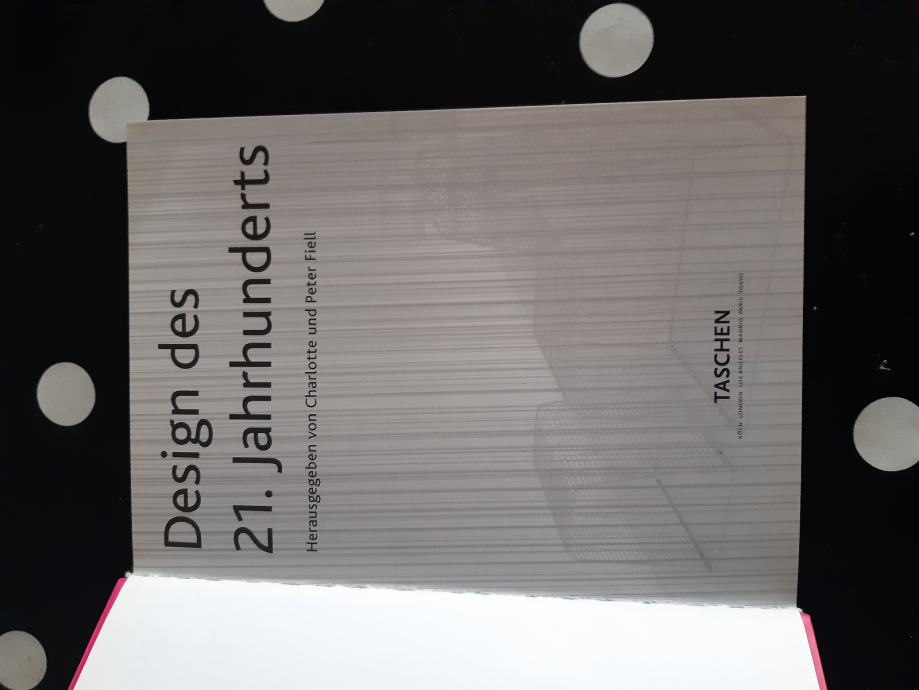 Design des
21. Jahrhunderts
Herausgegeben von Charlotte und Peter Fiell
TASCHEN
KÖLN LONDON LOS ANGELES MADRID PARIS TOKYO